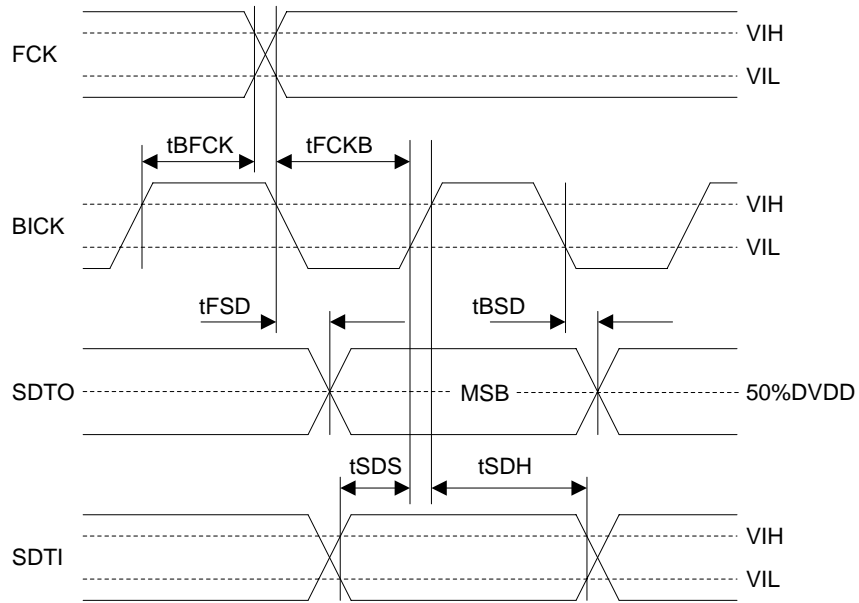 FCK
VIH
VIL
tBFCK
tFCKB
BICK
VIH
VIL
tFSD
tBSD
SDTO
MSB
50%DVDD
tSDS
tSDH
SDTI
VIH
VIL